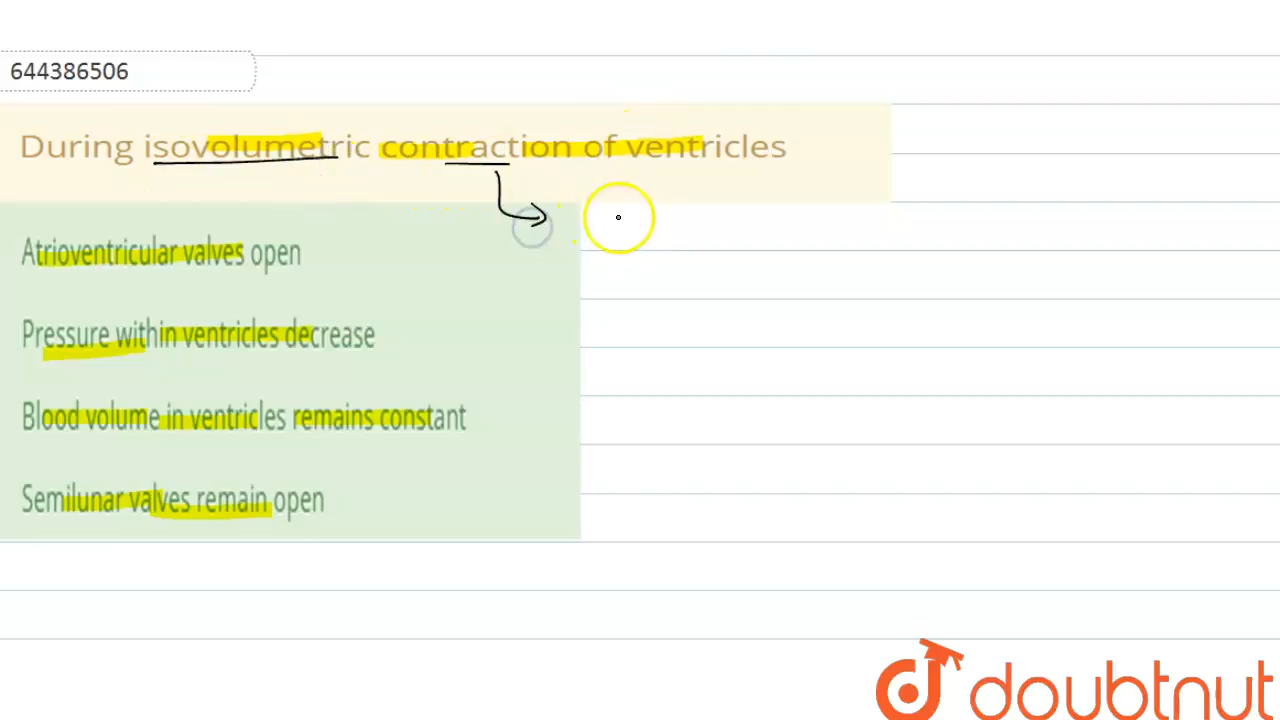 644386506
During isovolumetric contraction of ventricles
Atrioventricular valves open
Pressure within ventricles decrease
Blood volume in ventricles remains constant
Semilunar valves remain open
doubtnut